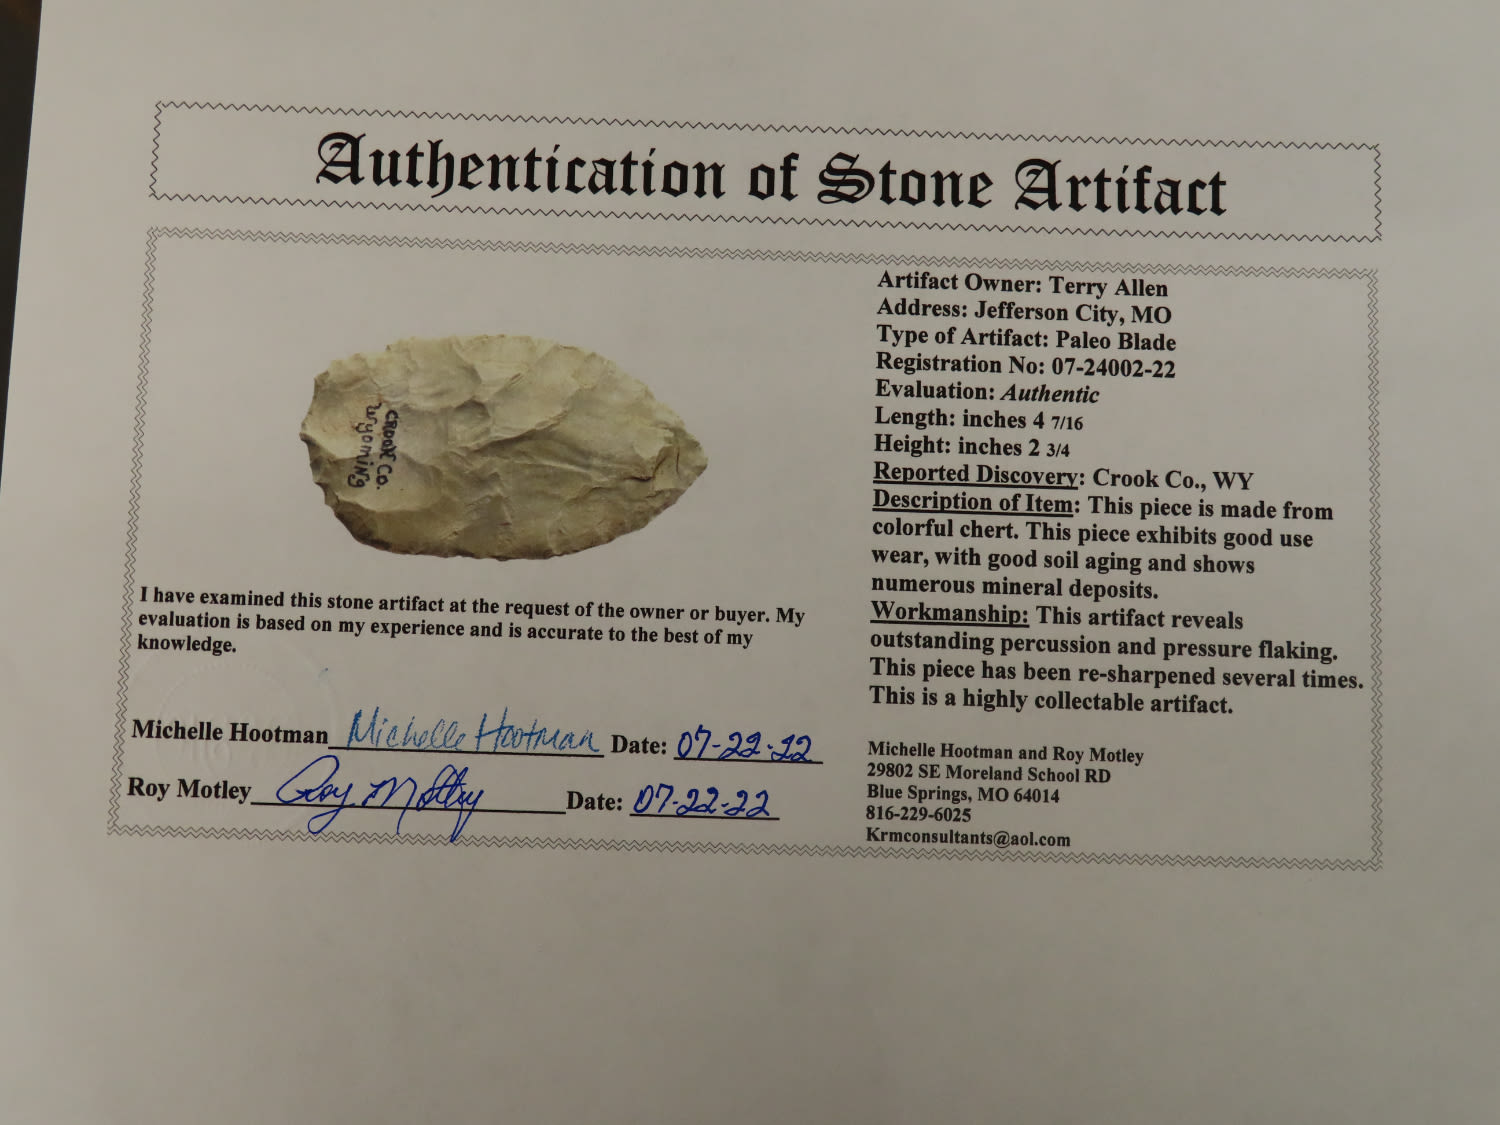 Authentication of Stone Artifact
CROOK Co.
WyomiNg
I have examined this stone artifact at the request of the owner or buyer. My
evaluation is based on my experience and is accurate to the best of my
knowledge.
Michelle Hootman Michelle Hootman Date: 07-22-22
Roy Motley Roy Motley Date: 07-22-22
Artifact Owner: Terry Allen
Address: Jefferson City, MO
Type of Artifact: Paleo Blade
Registration No: 07-24002-22
Evaluation: Authentic
Length: inches 4 7/16
Height: inches 2 3/4
Reported Discovery: Crook Co., WY
Description of Item: This piece is made from
colorful chert. This piece exhibits good use
wear, with good soil aging and shows
numerous mineral deposits.
Workmanship: This artifact reveals
outstanding percussion and pressure flaking.
This piece has been re-sharpened several times.
This is a highly collectable artifact.
Michelle Hootman and Roy Motley
29802 SE Moreland School RD
Blue Springs, MO 64014
816-229-6025
Krmconsultants@aol.com